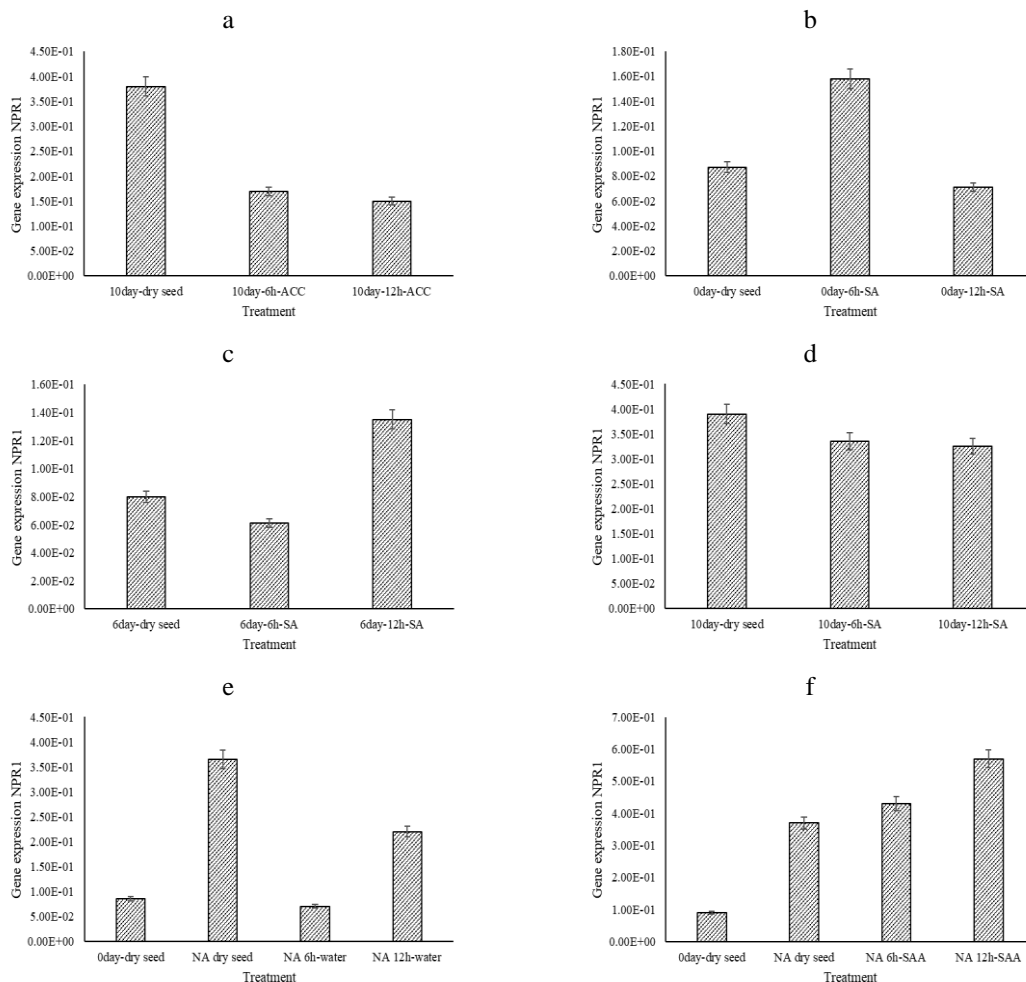 a
Gene expression NPR1
4.50E-01
4.00E-01
3.50E-01
3.00E-01
2.50E-01
2.00E-01
1.50E-01
1.00E-01
5.00E-02
0.00E+00
10day-dry seed 10day-6h-ACC 10day-12h-ACC
Treatment
b
Gene expression NPR1
1.80E-01
1.60E-01
1.40E-01
1.20E-01
1.00E-01
8.00E-02
6.00E-02
4.00E-02
2.00E-02
0.00E+00
0day-dry seed 0day-6h-SA 0day-12h-SA
Treatment
c
Gene expression NPR1
1.60E-01
1.40E-01
1.20E-01
1.00E-01
8.00E-02
6.00E-02
4.00E-02
2.00E-02
0.00E+00
6day-dry seed 6day-6h-SA 6day-12h-SA
Treatment
d
Gene expression NPR1
4.50E-01
4.00E-01
3.50E-01
3.00E-01
2.50E-01
2.00E-01
1.50E-01
1.00E-01
5.00E-02
0.00E+00
10day-dry seed 10day-6h-SA 10day-12h-SA
Treatment
e
Gene expression NPR1
4.50E-01
4.00E-01
3.50E-01
3.00E-01
2.50E-01
2.00E-01
1.50E-01
1.00E-01
5.00E-02
0.00E+00
0day-dry seed NA dry seed NA 6h-water NA 12h-water
Treatment
f
Gene expression NPR1
7.00E-01
6.00E-01
5.00E-01
4.00E-01
3.00E-01
2.00E-01
1.00E-01
0.00E+00
0day-dry seed NA dry seed NA 6h-SAA NA 12h-SAA
Treatment